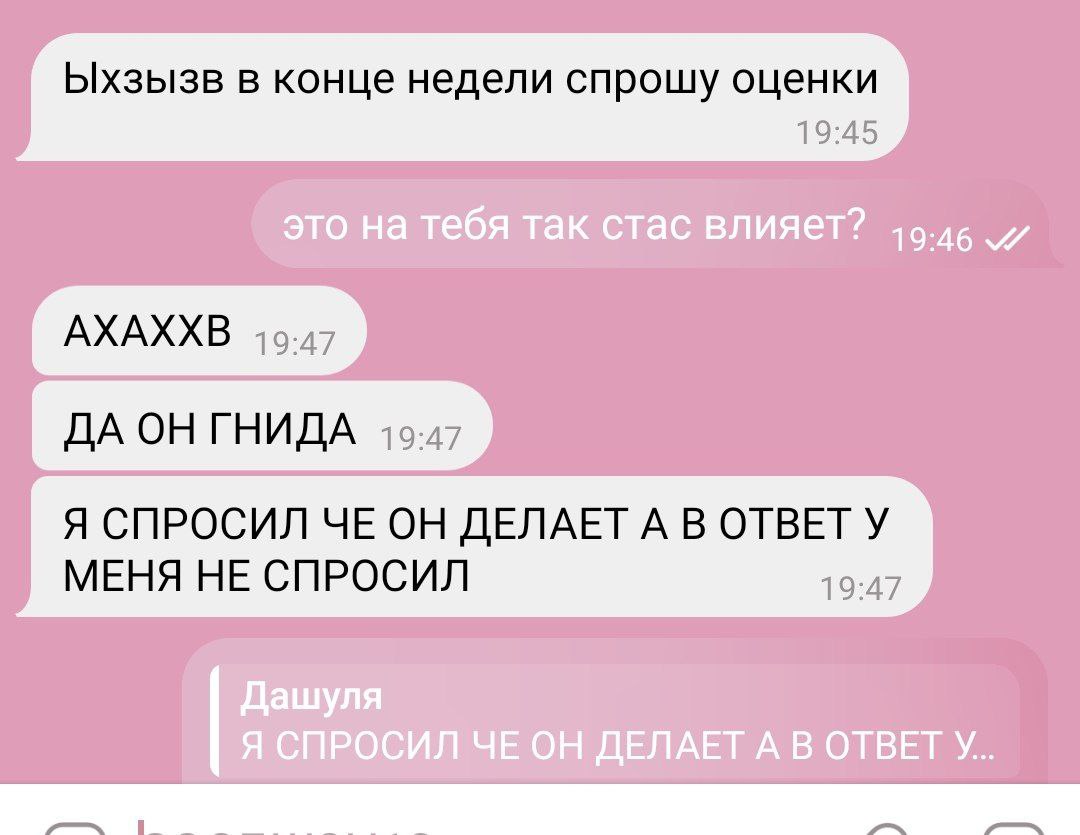 Ыхзызв в конце недели спрошу оценки
19:45
это на тебя так стас влияет? 19:46
АХАХХВ 19:47
ДА ОН ГНИДА 19:47
Я СПРОСИЛ ЧЕ ОН ДЕЛАЕТ А В ОТВЕТ У
МЕНЯ НЕ СПРОСИЛ 19:47
Дашуля
Я СПРОСИЛ ЧЕ ОН ДЕЛАЕТ А В ОТВЕТ У...